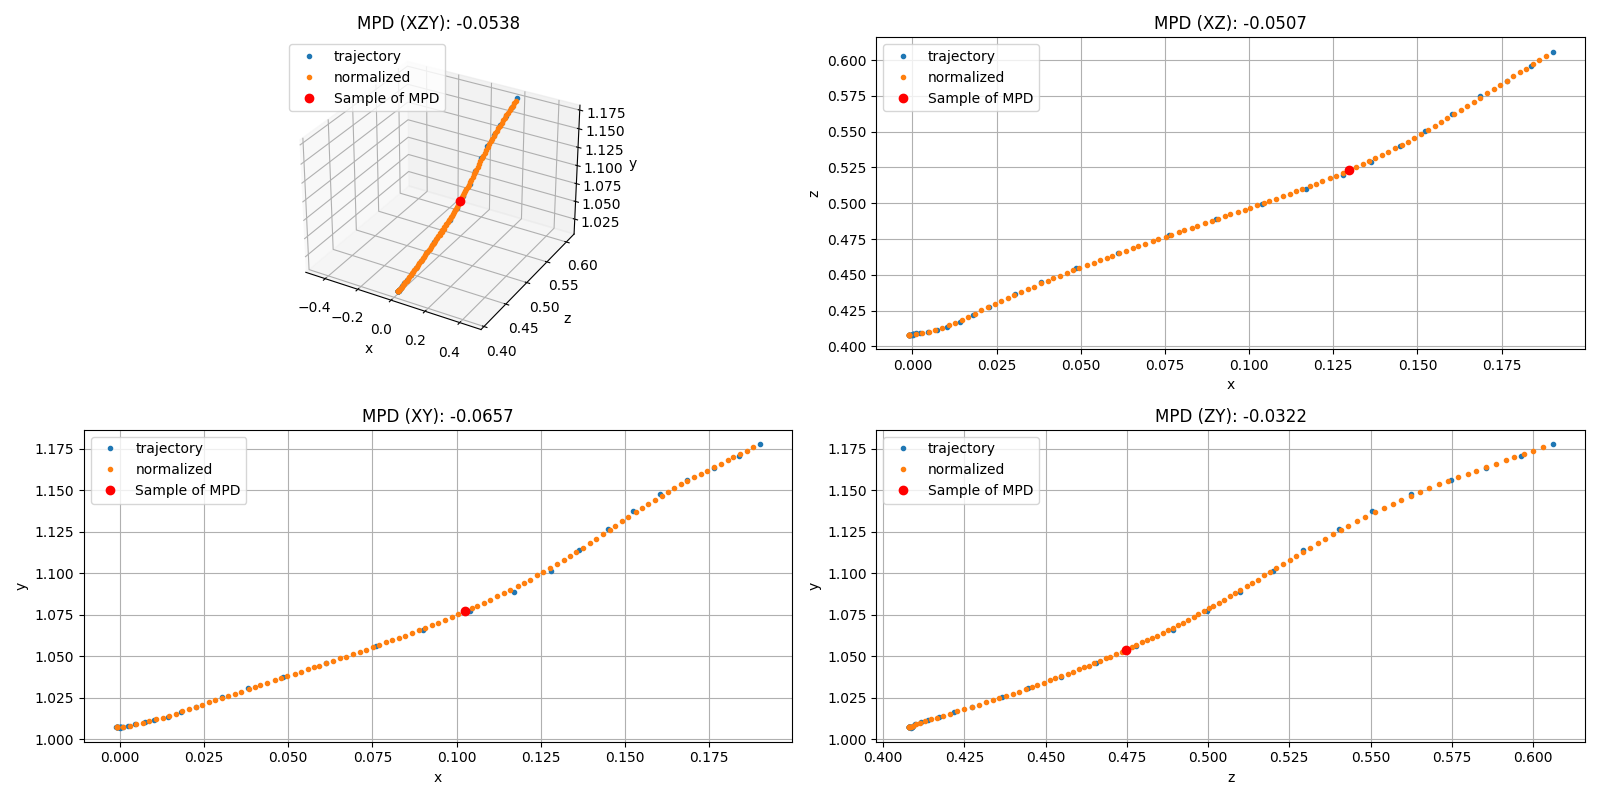 MPD (XZY): -0.0538
trajectory
normalized
Sample of MPD
1.175
1.150
1.125
1.100
1.075
1.050
1.025
y
0.60
0.55
0.50
0.45
0.40
z
−0.4
−0.2
0.0
0.2
0.4
x
MPD (XZ): -0.0507
trajectory
normalized
Sample of MPD
0.600
0.575
0.550
0.525
0.500
0.475
0.450
0.425
0.400
z
0.000 0.025 0.050 0.075 0.100 0.125 0.150 0.175
x
MPD (XY): -0.0657
trajectory
normalized
Sample of MPD
1.175
1.150
1.125
1.100
1.075
1.050
1.025
1.000
y
0.000 0.025 0.050 0.075 0.100 0.125 0.150 0.175
x
MPD (ZY): -0.0322
trajectory
normalized
Sample of MPD
1.175
1.150
1.125
1.100
1.075
1.050
1.025
1.000
y
0.400 0.425 0.450 0.475 0.500 0.525 0.550 0.575 0.600
z